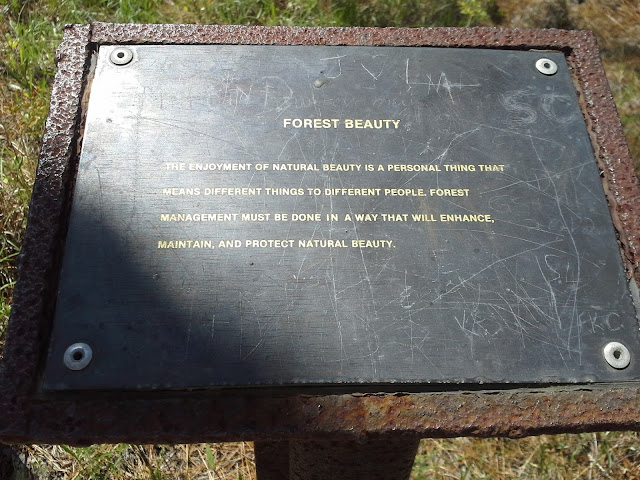 FOREST BEAUTY
THE ENJOYMENT OF NATURAL BEAUTY IS A PERSONAL THING THAT
MEANS DIFFERENT THINGS TO DIFFERENT PEOPLE. FOREST
MANAGEMENT MUST BE DONE IN A WAY THAT WILL ENHANCE,
MAINTAIN, AND PROTECT NATURAL BEAUTY.